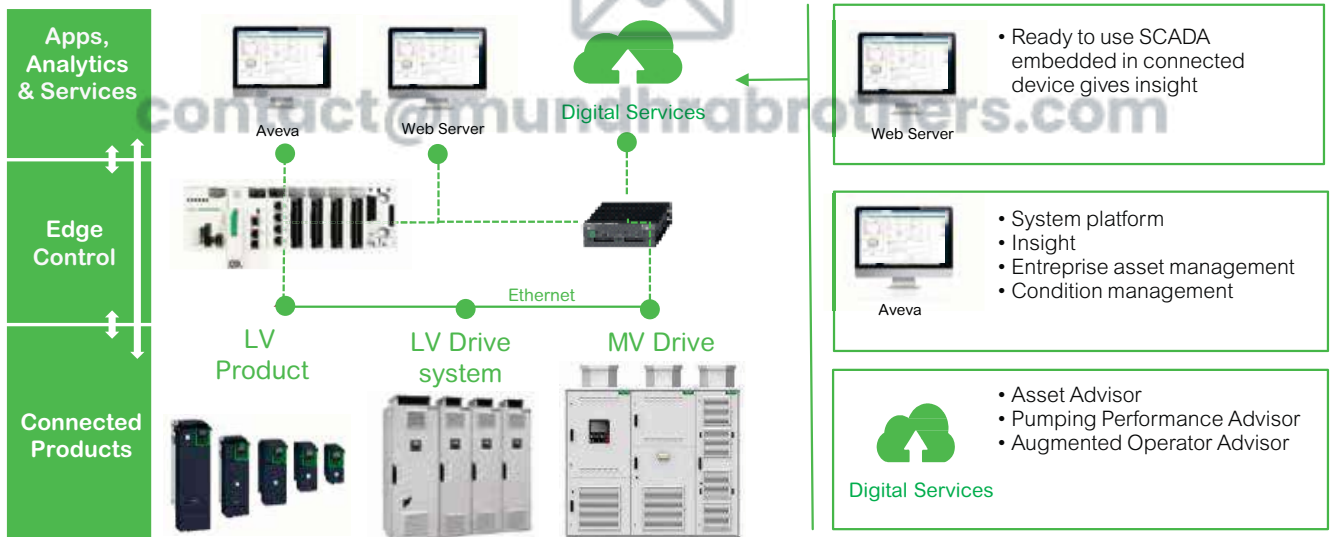 Apps,
Analytics
& Services
Edge
Control
Connected
Products
Aveva
Web Server
Digital Services
contact@mundhrabrothers.com
Ethernet
LV
Product
LV Drive
system
MV Drive
Web Server
• Ready to use SCADA
embedded in connected
device gives insight
Aveva
• System platform
• Insight
• Entreprise asset management
• Condition management
Digital Services
• Asset Advisor
• Pumping Performance Advisor
• Augmented Operator Advisor